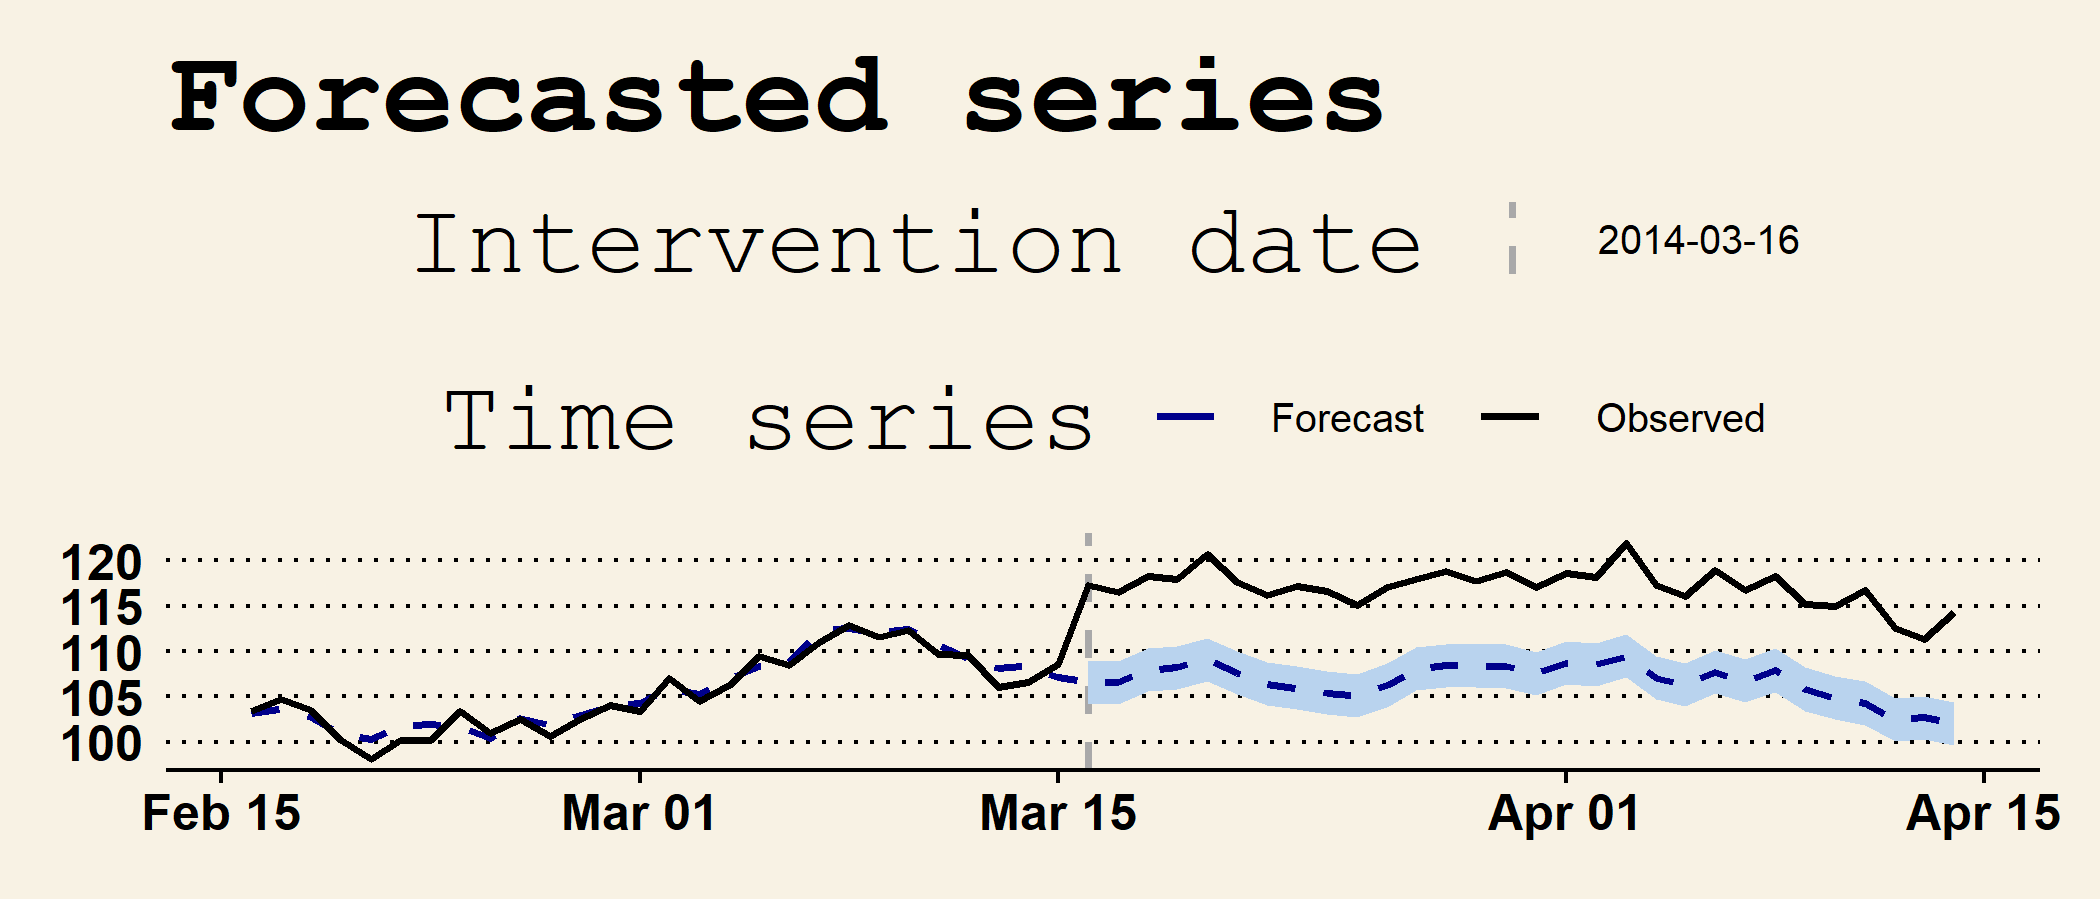 Forecasted series
Intervention date 2014-03-16
Time series Forecast Observed
120
115
110
105
100
Feb 15 Mar 01 Mar 15 Apr 01 Apr 15